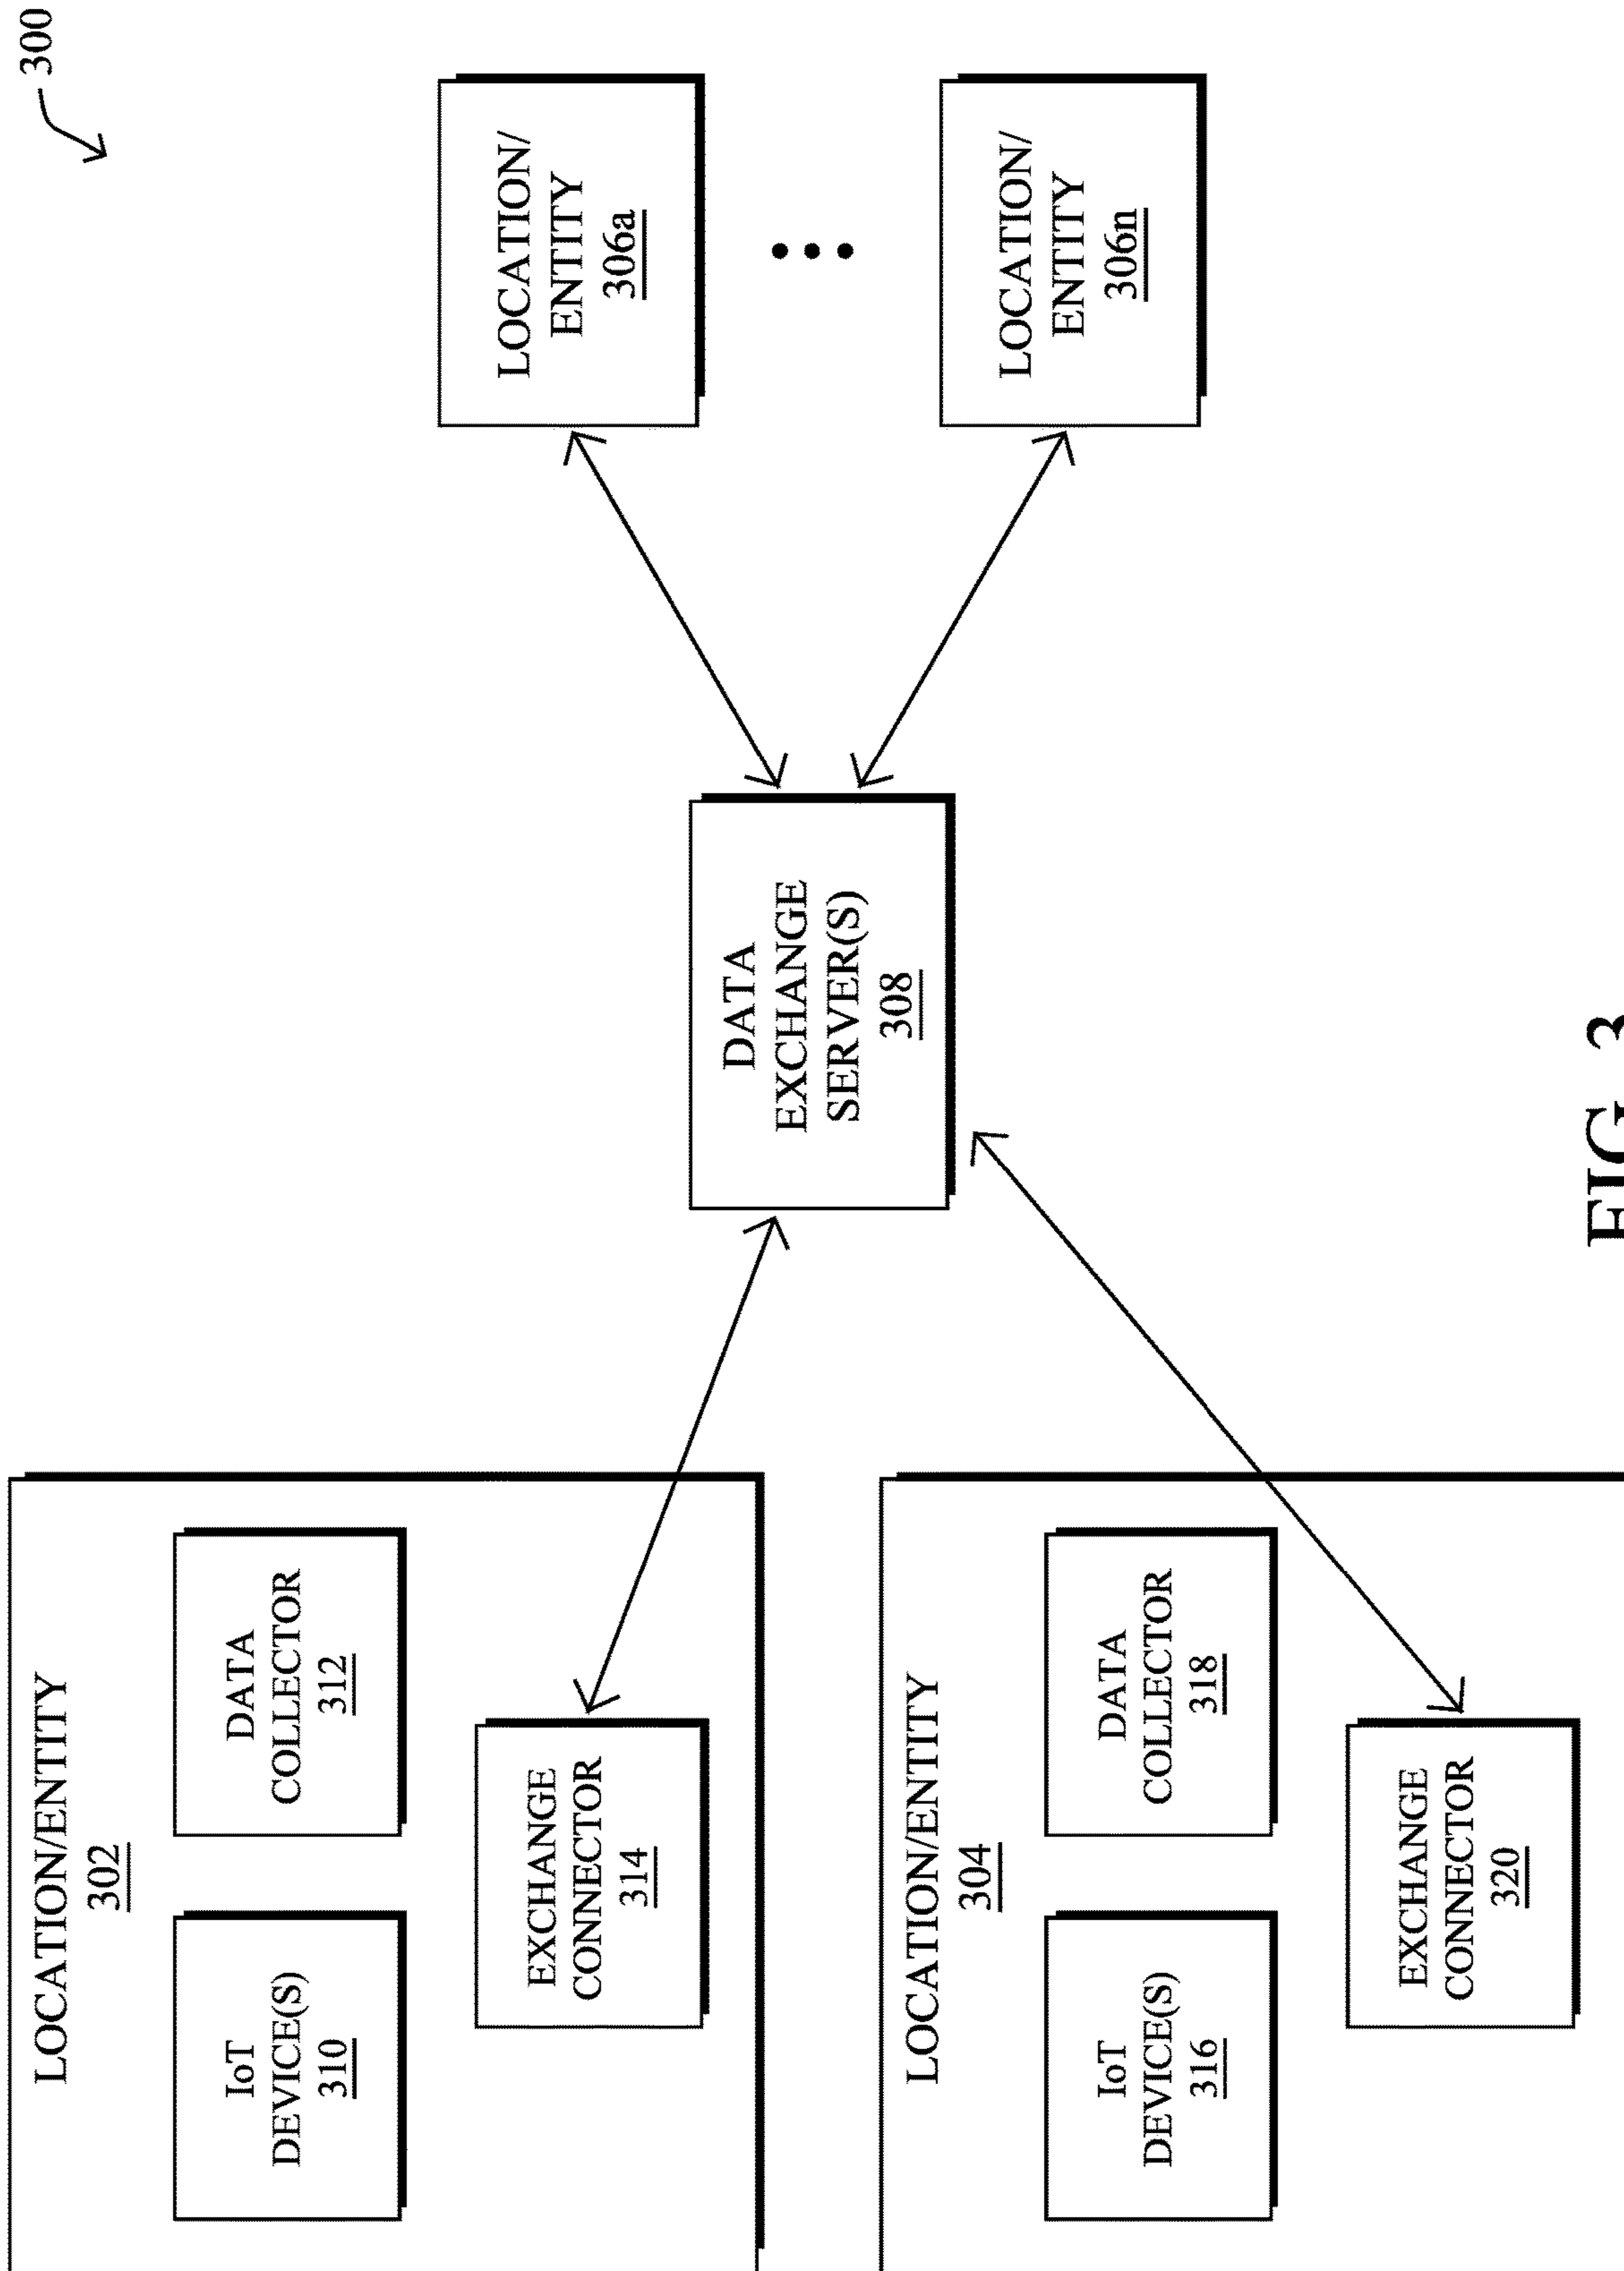 300
LOCATION/ENTITY
302
IoT
DEVICE(S)
310
DATA
COLLECTOR
312
EXCHANGE
CONNECTOR
314
LOCATION/ENTITY
304
IoT
DEVICE(S)
316
DATA
COLLECTOR
318
EXCHANGE
CONNECTOR
320
DATA
EXCHANGE
SERVER(S)
308
LOCATION/
ENTITY
306a
LOCATION/
ENTITY
306n
FIG. 3